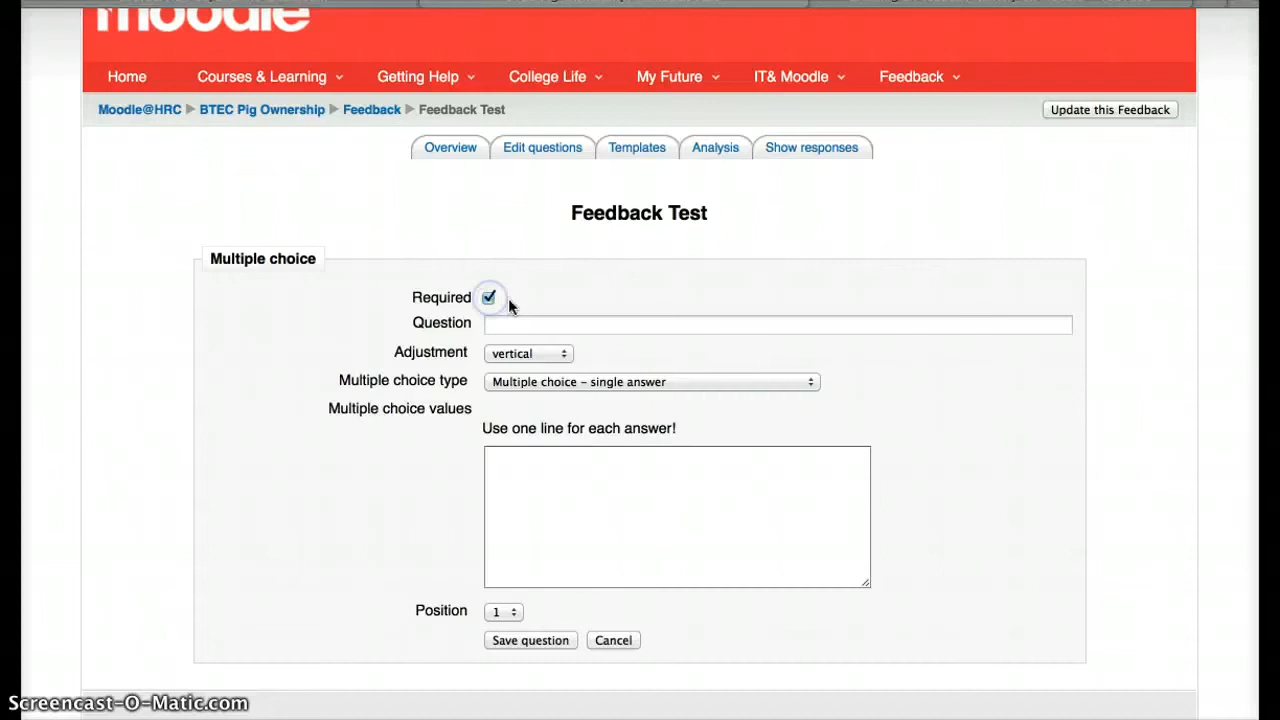 moodle
Home Courses & Learning Getting Help College Life My Future IT& Moodle Feedback
Moodle@HRC BTEC Pig Ownership Feedback Feedback Test Update this Feedback
Overview Edit questions Templates Analysis Show responses
Feedback Test
Multiple choice
Required
Question
Adjustment vertical
Multiple choice type Multiple choice – single answer
Multiple choice values
Use one line for each answer!
Position 1
Save question Cancel
Screencast-O-Matic.com